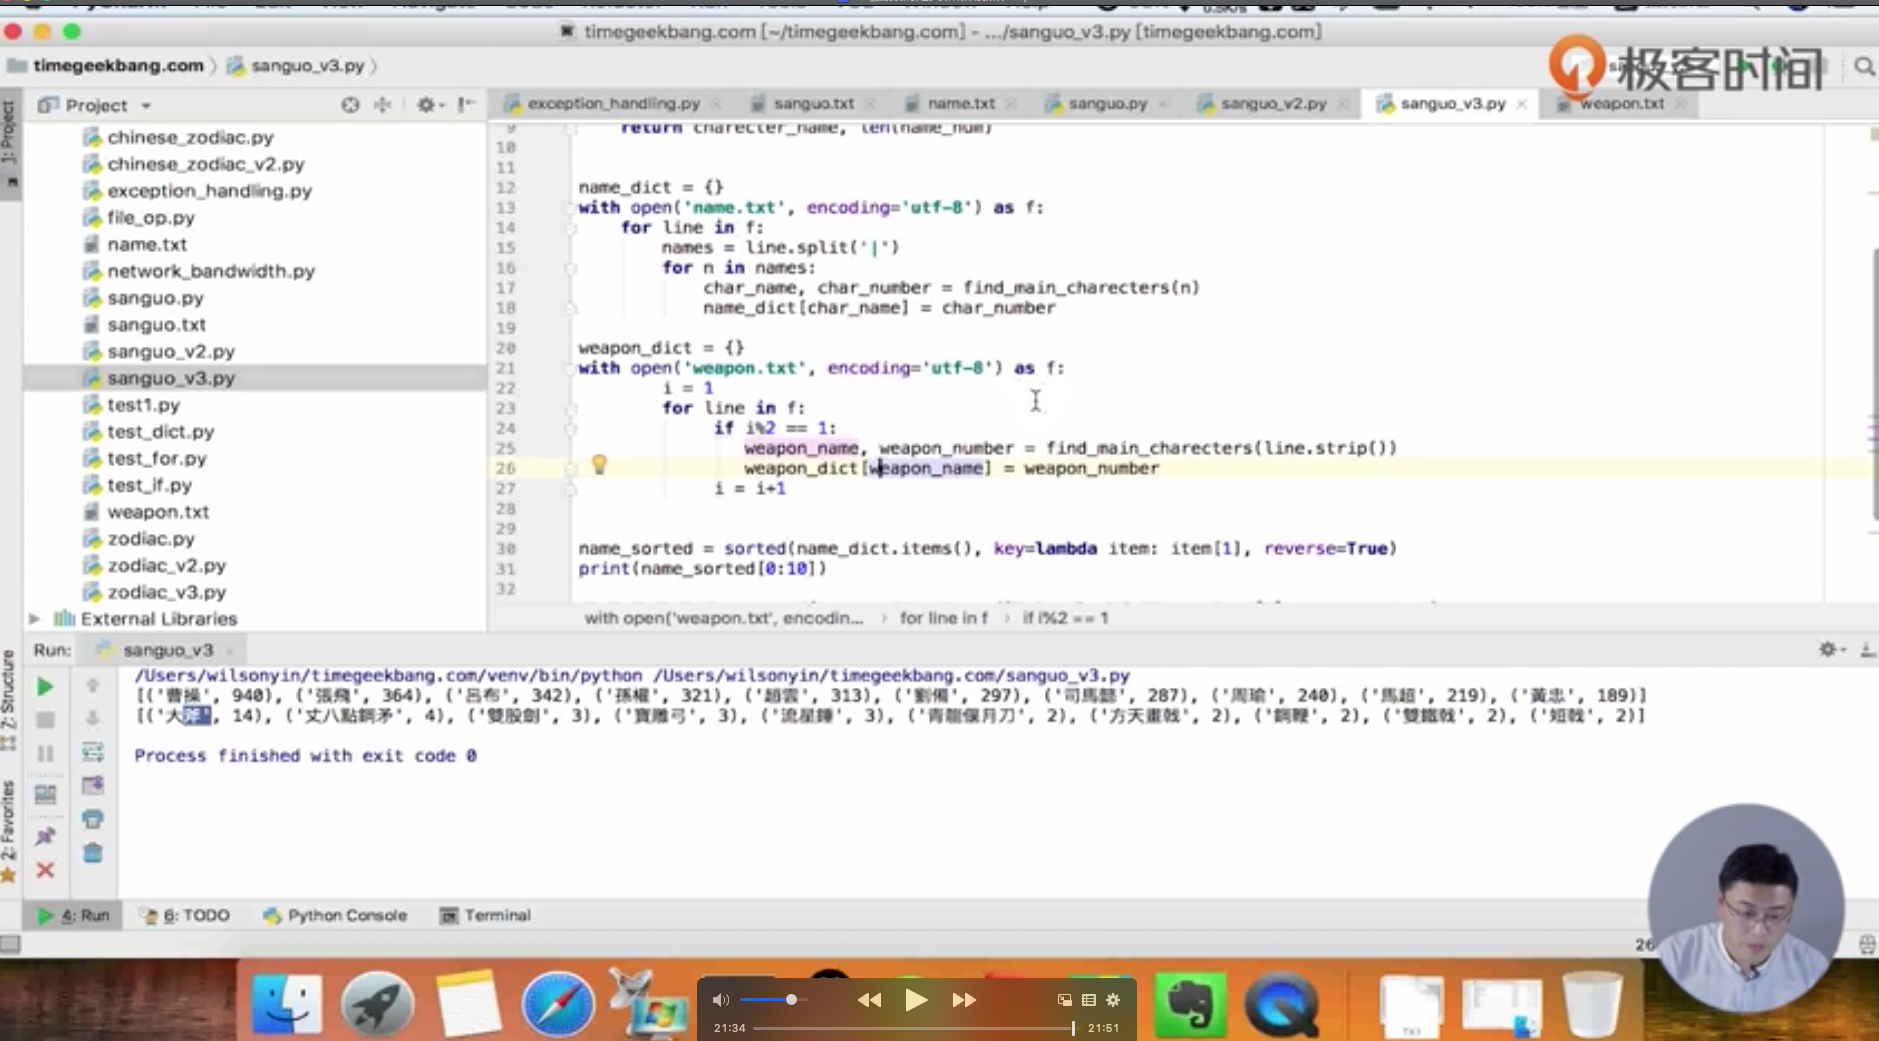 timegeekbang.com [~/timegeekbang.com] - .../sanguo_v3.py [timegeekbang.com]
timegeekbang.com
sanguo_v3.py
极客时间
Project
exception_handling.py
sanguo.txt
name.txt
sanguo.py
sanguo_v2.py
sanguo_v3.py
weapon.txt
1: Project
chinese_zodiac.py
chinese_zodiac_v2.py
exception_handling.py
file_op.py
name.txt
network_bandwidth.py
sanguo.py
sanguo.txt
sanguo_v2.py
sanguo_v3.py
test1.py
test_dict.py
test_for.py
test_if.py
weapon.txt
zodiac.py
zodiac_v2.py
zodiac_v3.py
External Libraries
9 return charecter_name, len(name_num)
10
11
12 name_dict = {}
13 with open('name.txt', encoding='utf-8') as f:
14 for line in f:
15 names = line.split('|')
16 for n in names:
17 char_name, char_number = find_main_charecters(n)
18 name_dict[char_name] = char_number
19
20 weapon_dict = {}
21 with open('weapon.txt', encoding='utf-8') as f:
22 i = 1
23 for line in f:
24 if i%2 == 1:
25 weapon_name, weapon_number = find_main_charecters(line.strip())
26 weapon_dict[weapon_name] = weapon_number
27 i = i+1
28
29
30 name_sorted = sorted(name_dict.items(), key=lambda item: item[1], reverse=True)
31 print(name_sorted[0:10])
32
with open('weapon.txt', encodin... › for line in f › if i%2 == 1
Run: sanguo_v3
/Users/wilsonyin/timegeekbang.com/venv/bin/python /Users/wilsonyin/timegeekbang.com/sanguo_v3.py
[('曹操', 940), ('張飛', 364), ('呂布', 342), ('孫權', 321), ('趙雲', 313), ('劉備', 297), ('司馬懿', 287), ('周瑜', 240), ('馬超', 219), ('黃忠', 189)]
[('大斧', 14), ('丈八點鋼矛', 4), ('雙股劍', 3), ('寶雕弓', 3), ('流星錘', 3), ('青龍偃月刀', 2), ('方天畫戟', 2), ('鋼鞭', 2), ('雙鐵戟', 2), ('短戟', 2)]
Process finished with exit code 0
Z: Structure
2: Favorites
4: Run
6: TODO
Python Console
Terminal
26
21:34
21:51
TXT